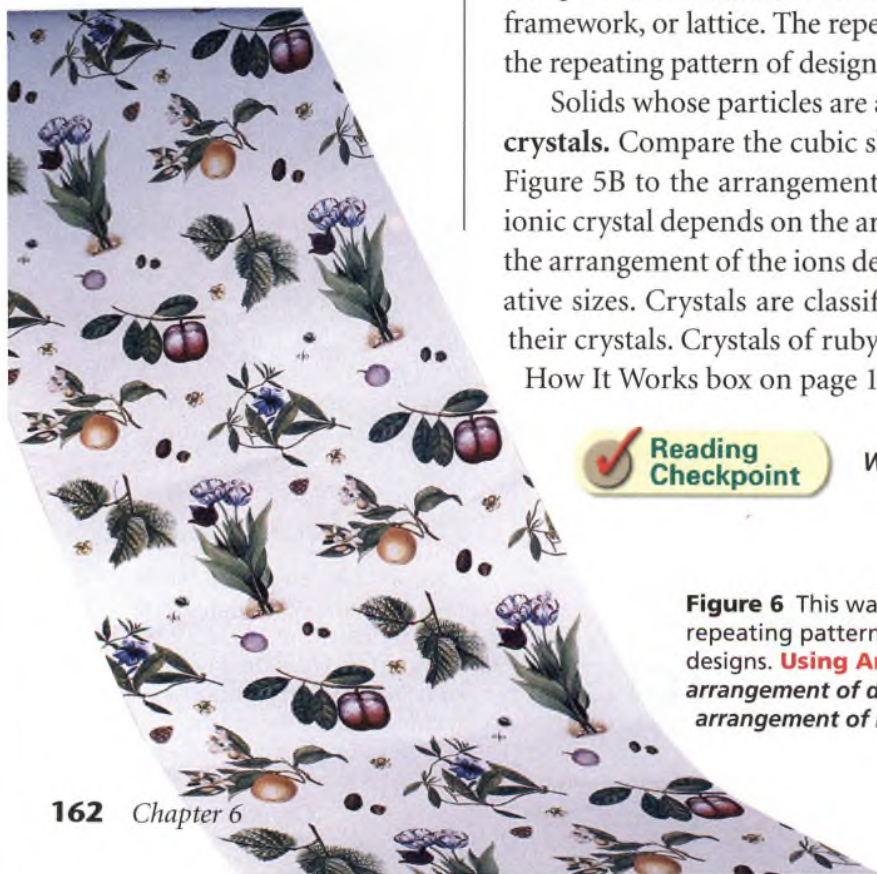 framework, or lattice. The repe
the repeating pattern of design
Solids whose particles are a
crystals. Compare the cubic sh
Figure 5B to the arrangement
ionic crystal depends on the ar
the arrangement of the ions de
ative sizes. Crystals are classif
their crystals. Crystals of ruby
How It Works box on page 1
Reading
Checkpoint
W
Figure 6 This wa
repeating pattern
designs. Using An
arrangement of d
arrangement of
162 Chapter 6